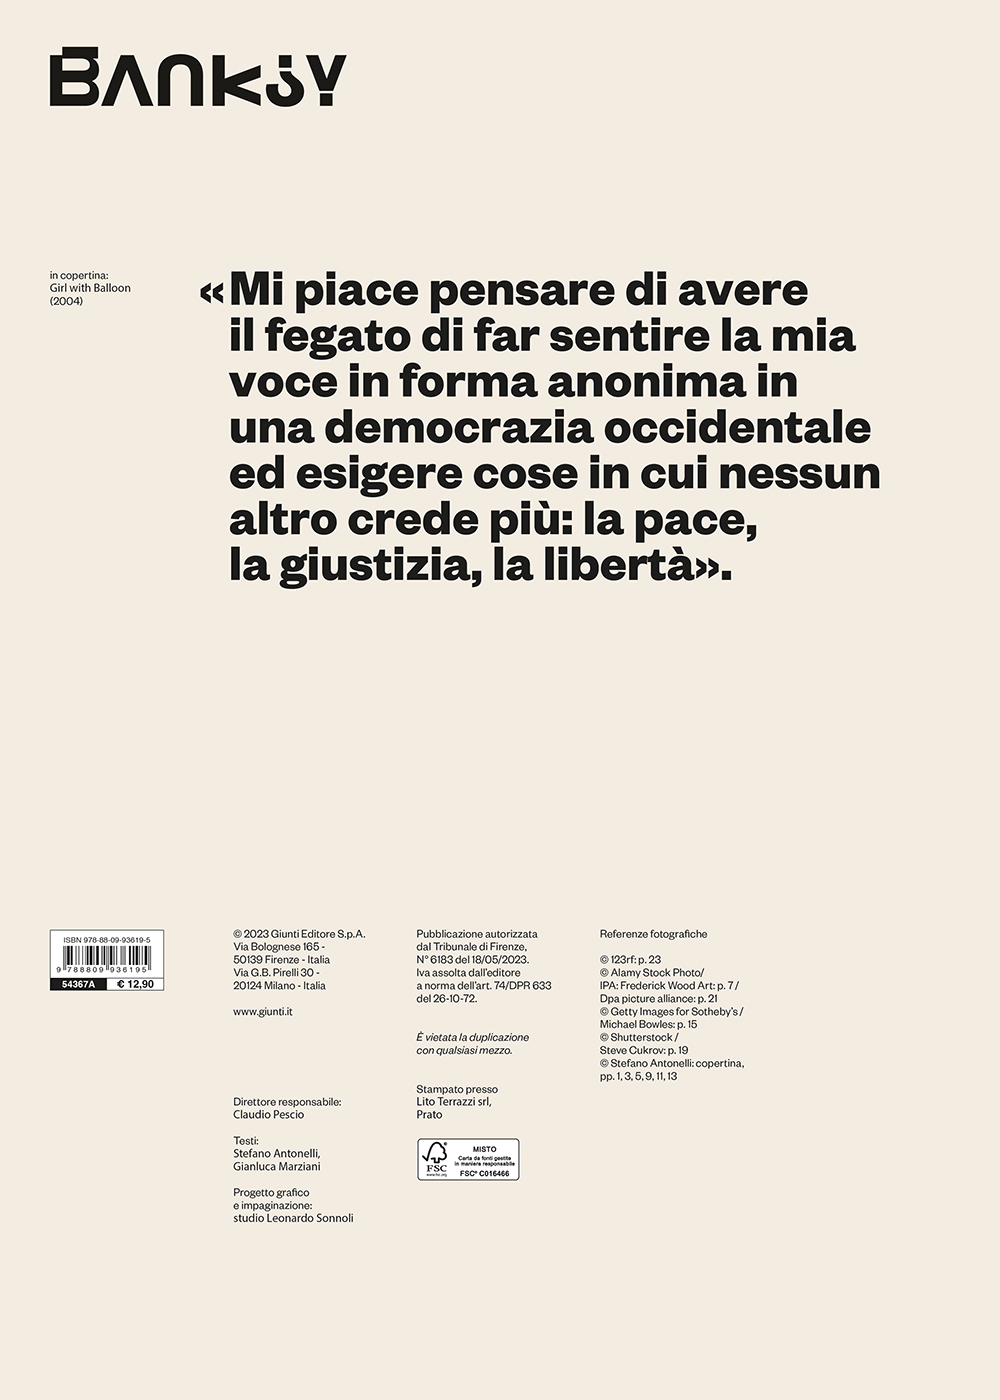 BANKSY
in copertina:
Girl with Balloon
(2004)
«Mi piace pensare di avere
il fegato di far sentire la mia
voce in forma anonima in
una democrazia occidentale
ed esigere cose in cui nessun
altro crede più: la pace,
la giustizia, la libertà».
ISBN 978-88-09-93619-5
9 788809 936195
54367A € 12,90
© 2023 Giunti Editore S.p.A.
Via Bolognese 165 -
50139 Firenze - Italia
Via G.B. Pirelli 30 -
20124 Milano - Italia
www.giunti.it
Direttore responsabile:
Claudio Pescio
Testi:
Stefano Antonelli,
Gianluca Marziani
Progetto grafico
e impaginazione:
studio Leonardo Sonnoli
Pubblicazione autorizzata
dal Tribunale di Firenze,
N° 6183 del 18/05/2023.
Iva assolta dall'editore
a norma dell'art. 74/DPR 633
del 26-10-72.
È vietata la duplicazione
con qualsiasi mezzo.
Stampato presso
Lito Terrazzi srl,
Prato
FSC
www.fsc.org
MISTO
Carta da fonti gestite
in maniera responsabile
FSC® C016466
Referenze fotografiche
© 123rf: p. 23
© Alamy Stock Photo/
IPA: Frederick Wood Art: p. 7 /
Dpa picture alliance: p. 21
© Getty Images for Sotheby's /
Michael Bowles: p. 15
© Shutterstock /
Steve Cukrov: p. 19
© Stefano Antonelli: copertina,
pp. 1, 3, 5, 9, 11, 13